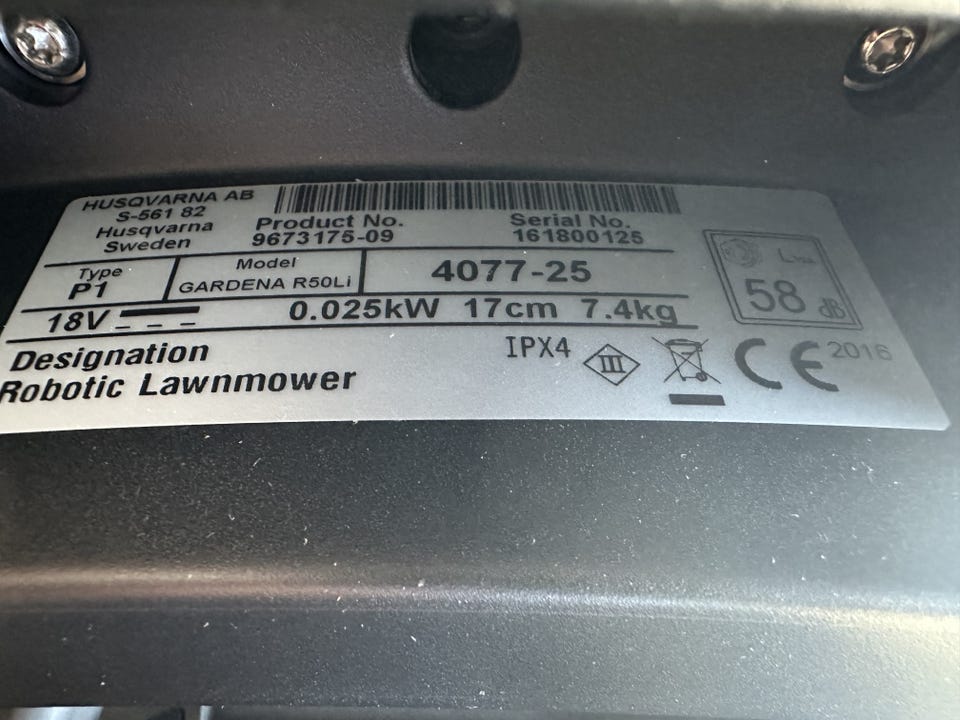 HUSQVARNA AB
S-561 82
Husqvarna
Sweden
Product No.
9673175-09
Serial No.
161800125
Type
P1
Model
GARDENA R50Li
4077-25
18V
0.025kW 17cm 7.4kg
58 dB
Designation
Robotic Lawnmower
IPX4
III
CE 2016